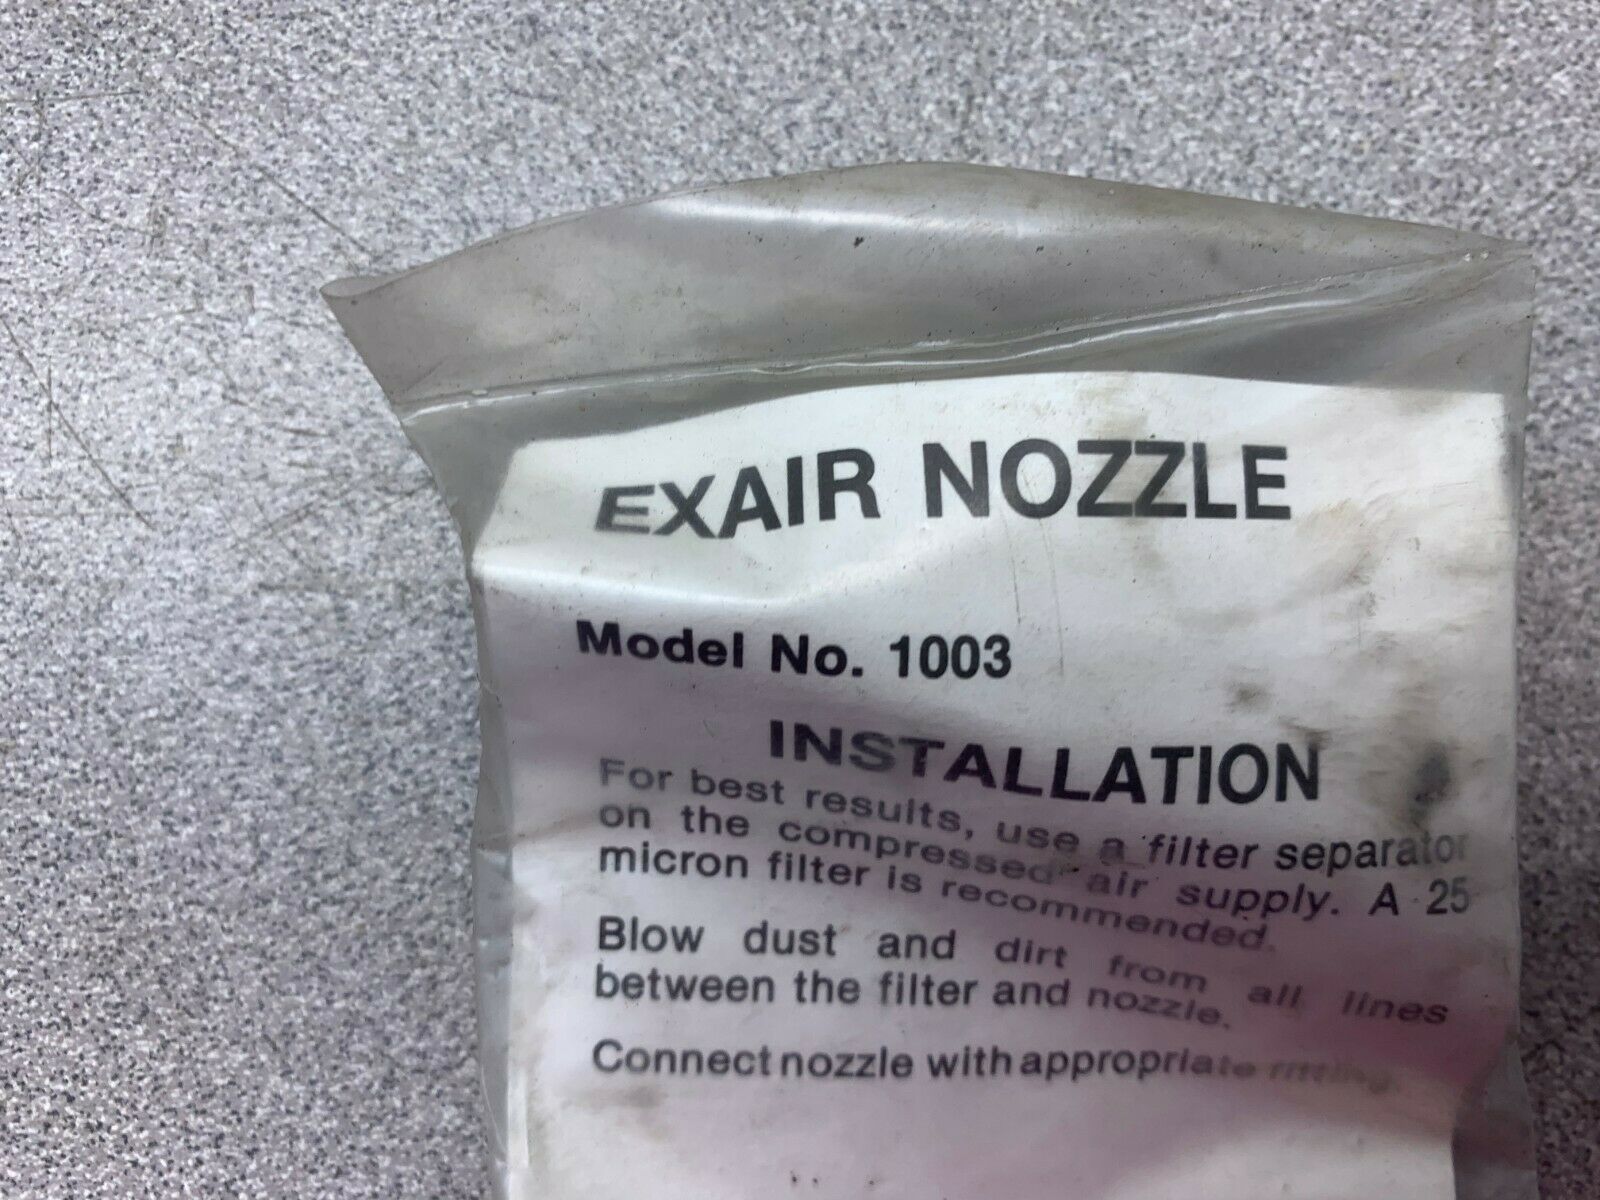 EXAIR NOZZLE
Model No. 1003
INSTALLATION
For best results, use a filter separator
on the compressed air supply. A 25
micron filter is recommended.
Blow dust and dirt from all lines
between the filter and nozzle.
Connect nozzle with appropriate fitting.